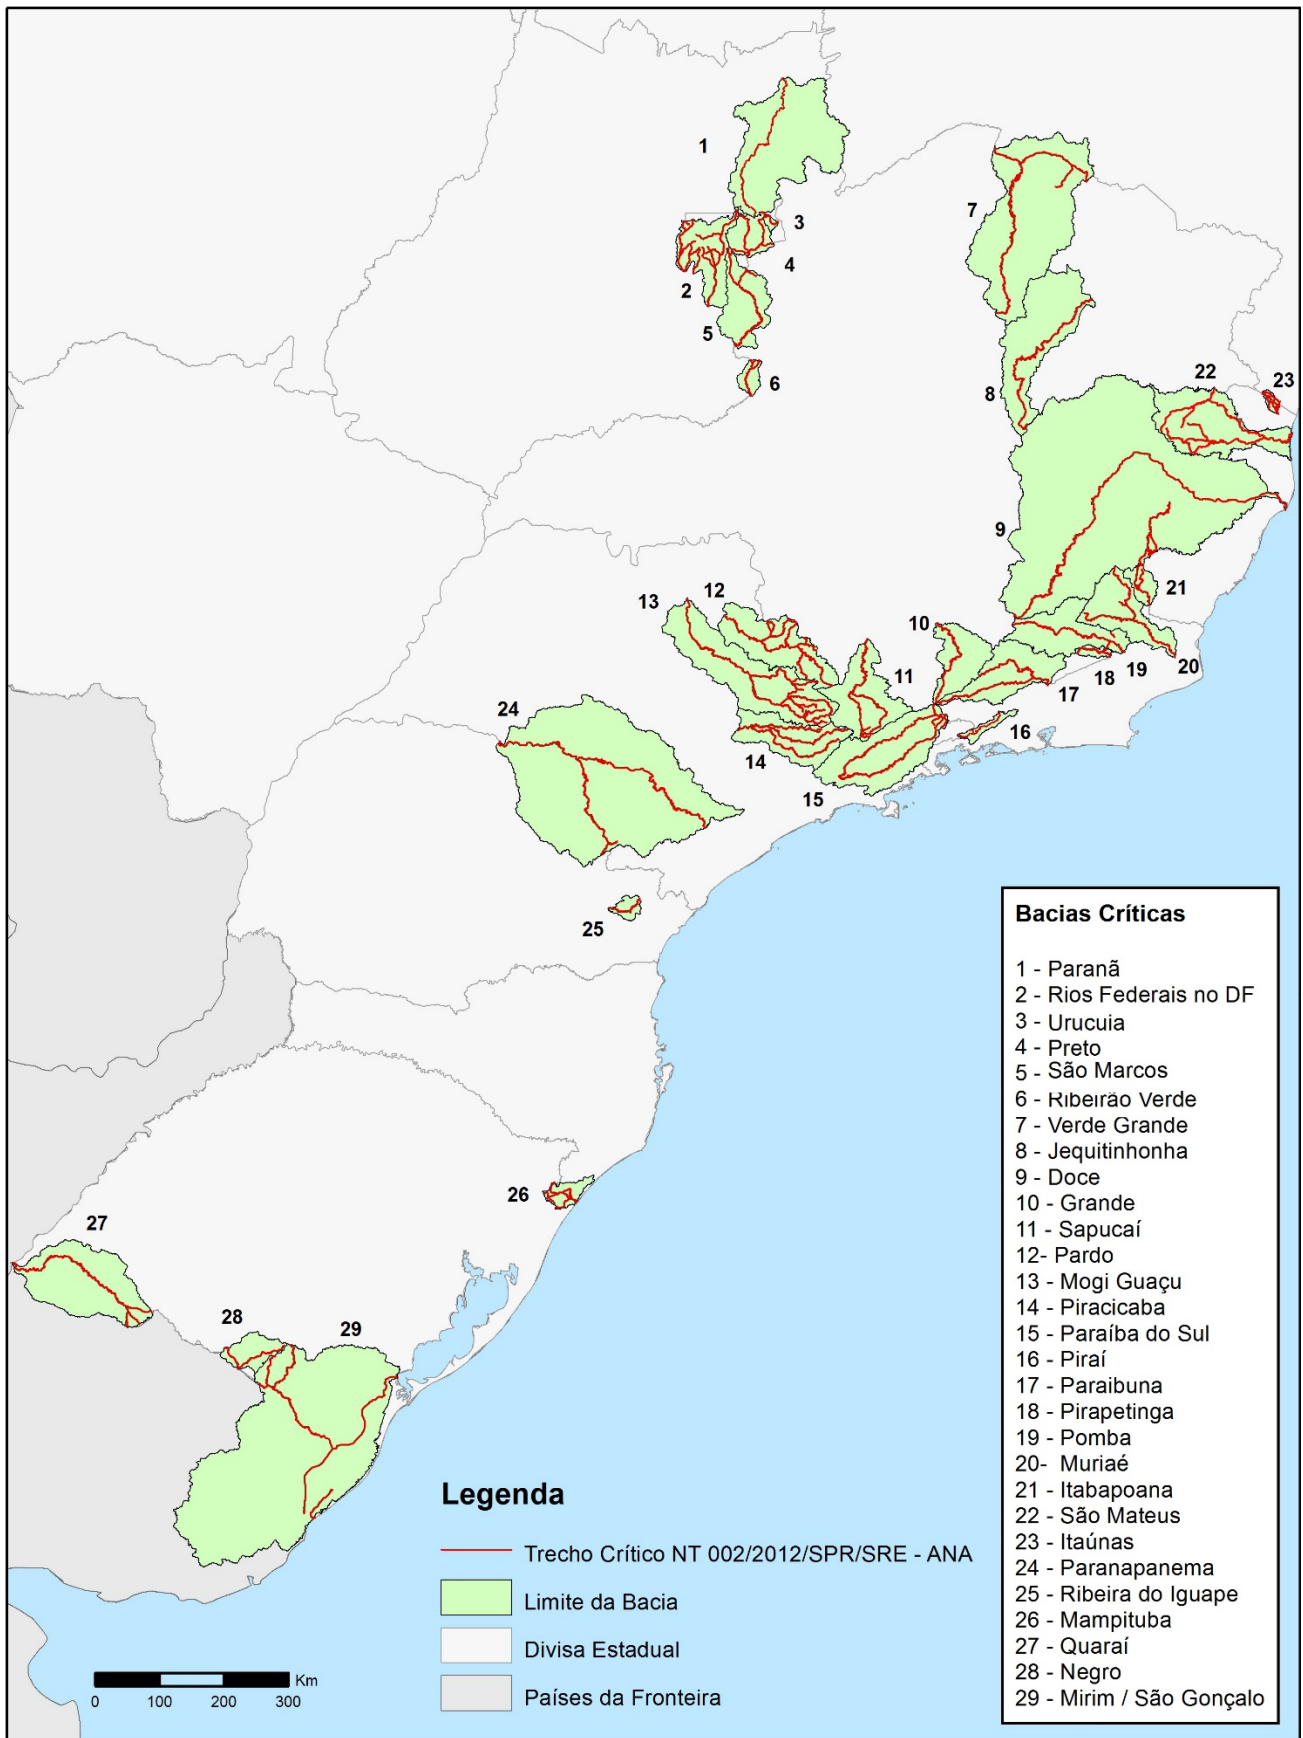 1
3
7
4
2
5
6
8
22
23
9
21
13
12
10
11
20
19
18
17
16
24
14
15
25
26
27
28
29
Bacias Críticas
1 - Paranã
2 - Rios Federais no DF
3 - Urucuia
4 - Preto
5 - São Marcos
6 - Ribeirão Verde
7 - Verde Grande
8 - Jequitinhonha
9 - Doce
10 - Grande
11 - Sapucaí
12- Pardo
13 - Mogi Guaçu
14 - Piracicaba
15 - Paraíba do Sul
16 - Piraí
17 - Paraibuna
18 - Pirapetinga
19 - Pomba
20- Muriaé
21 - Itabapoana
22 - São Mateus
23 - Itaúnas
24 - Paranapanema
25 - Ribeira do Iguape
26 - Mampituba
27 - Quaraí
28 - Negro
29 - Mirim / São Gonçalo
Legenda
Trecho Crítico NT 002/2012/SPR/SRE - ANA
Limite da Bacia
Divisa Estadual
Países da Fronteira
Km
0 100 200 300